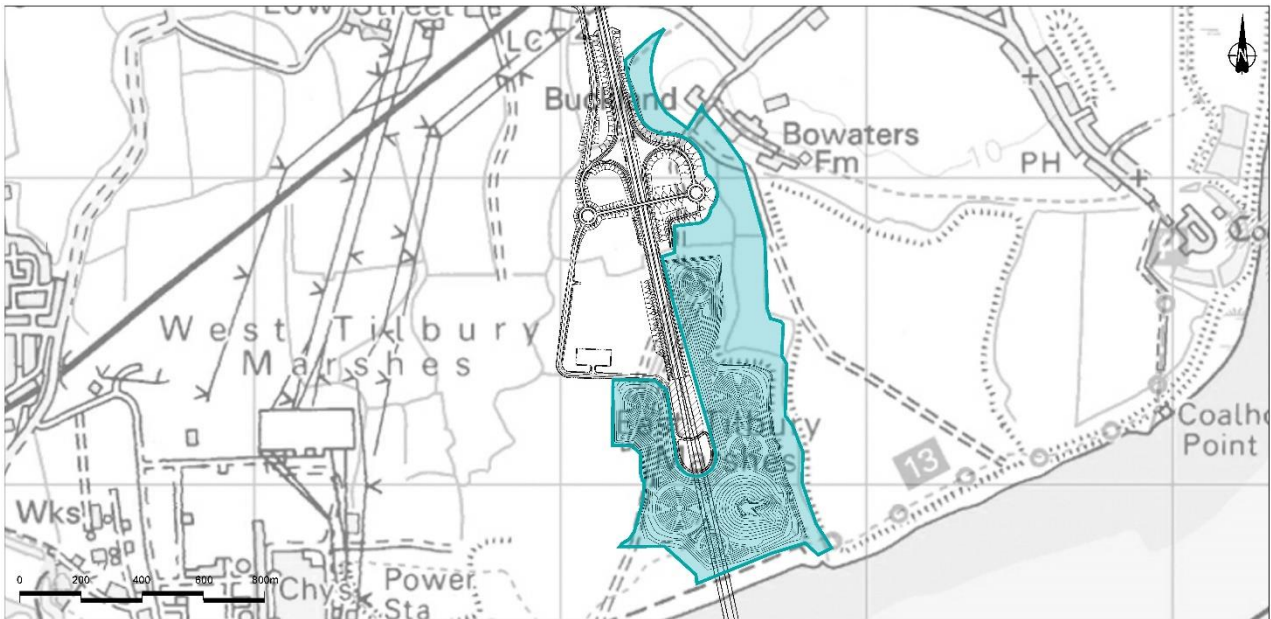 Low Street
LC
N
Buckland
Bowaters
Fm
10
PH
West Tilbury
Marshes
East Tilbury
Marshes
Coalho
Point
13
Wks
Chys
Power
Sta
0 200 400 600 800m